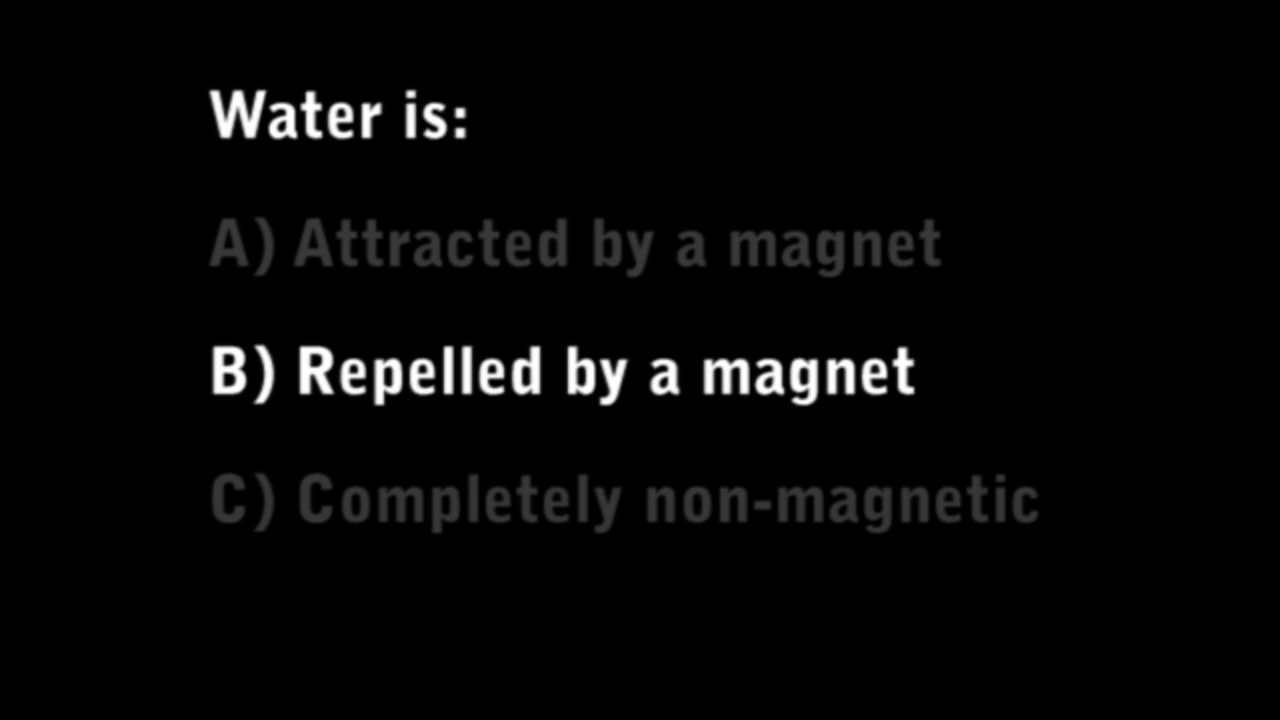 Water is:
A) Attracted by a magnet
B) Repelled by a magnet
C) Completely non-magnetic